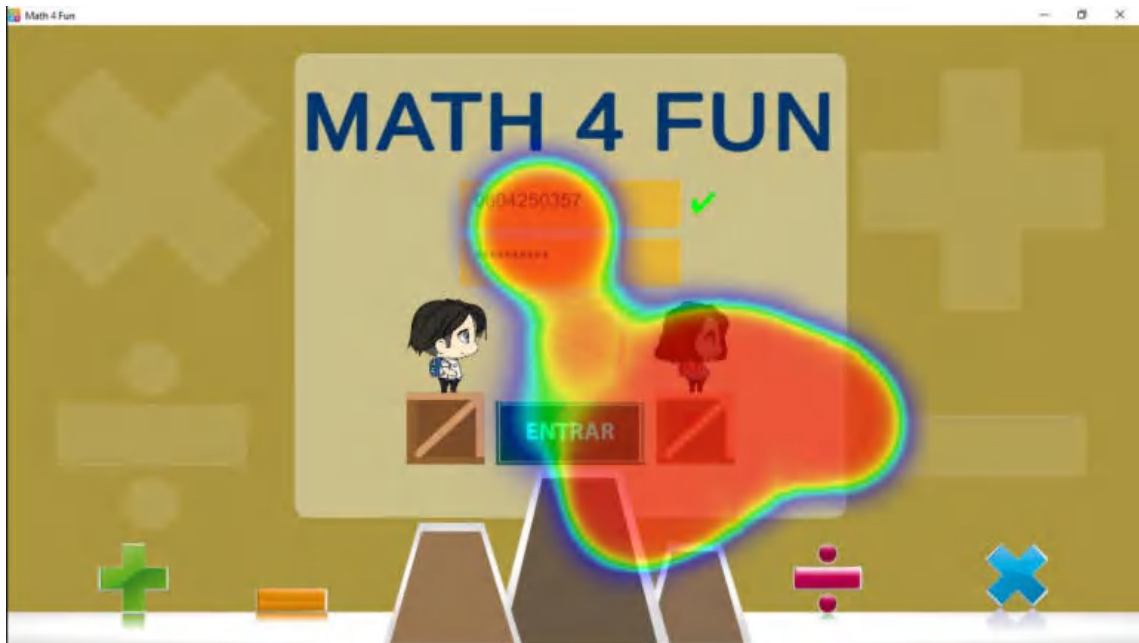 Math 4 Fun
MATH 4 FUN
0604250357
**********
ENTRAR